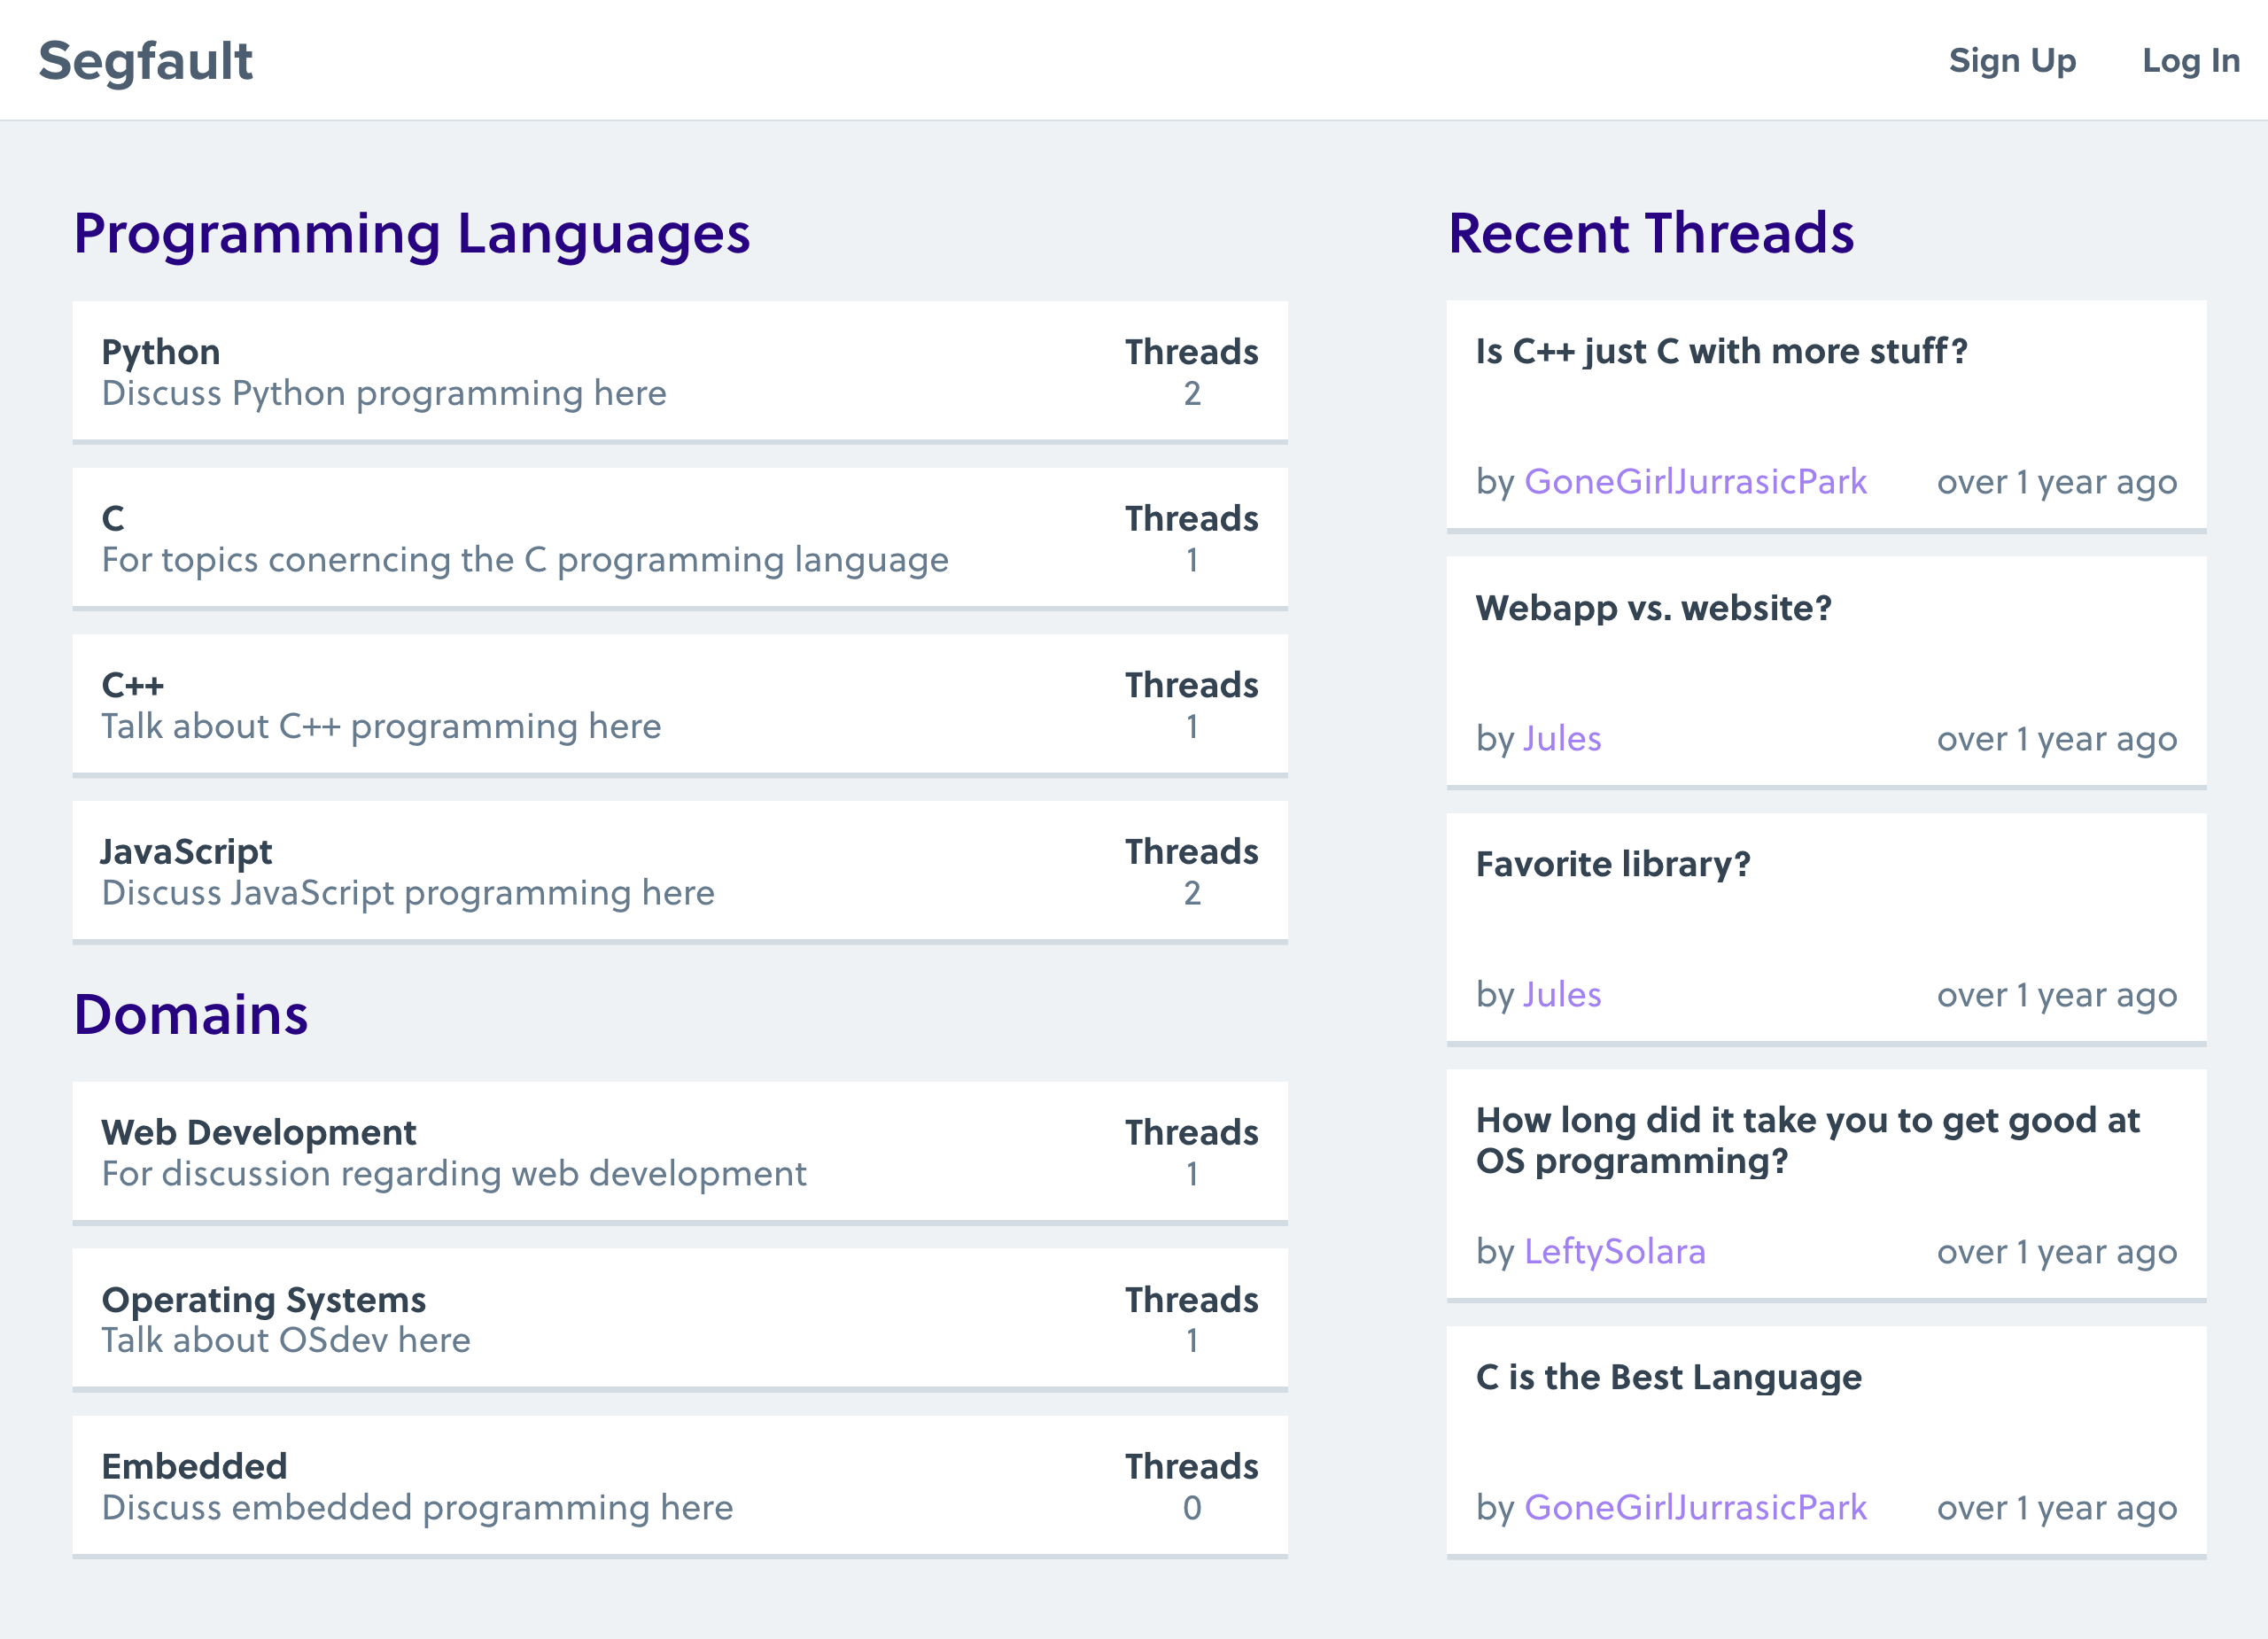 Segfault
Sign Up
Log In
Programming Languages
Python
Threads
Discuss Python programming here
2
C
Threads
For topics conerncing the C programming language
1
C++
Threads
Talk about C++ programming here
1
JavaScript
Threads
Discuss JavaScript programming here
2
Domains
Web Development
Threads
For discussion regarding web development
1
Operating Systems
Threads
Talk about OSdev here
1
Embedded
Threads
Discuss embedded programming here
0
Recent Threads
Is C++ just C with more stuff?
by GoneGirlJurrasicPark
over 1 year ago
Webapp vs. website?
by Jules
over 1 year ago
Favorite library?
by Jules
over 1 year ago
How long did it take you to get good at
OS programming?
by LeftySolara
over 1 year ago
C is the Best Language
by GoneGirlJurrasicPark
over 1 year ago